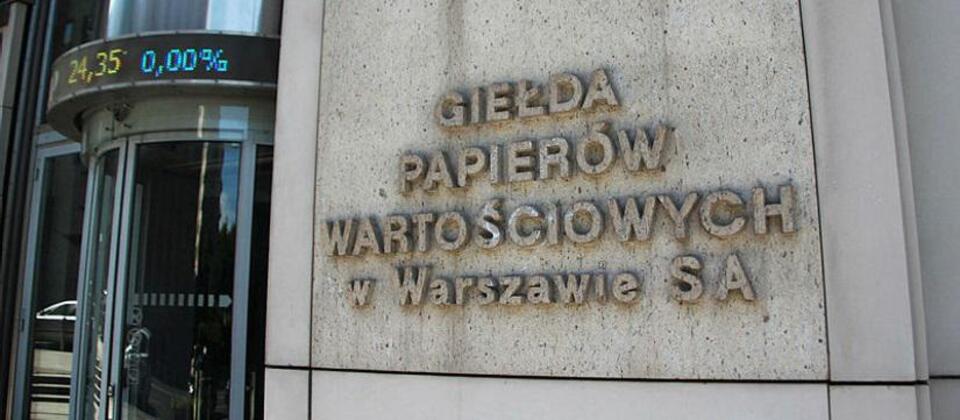 24,35 0,00%
GIEŁDA
PAPIERÓW
WARTOŚCIOWYCH
w Warszawie SA